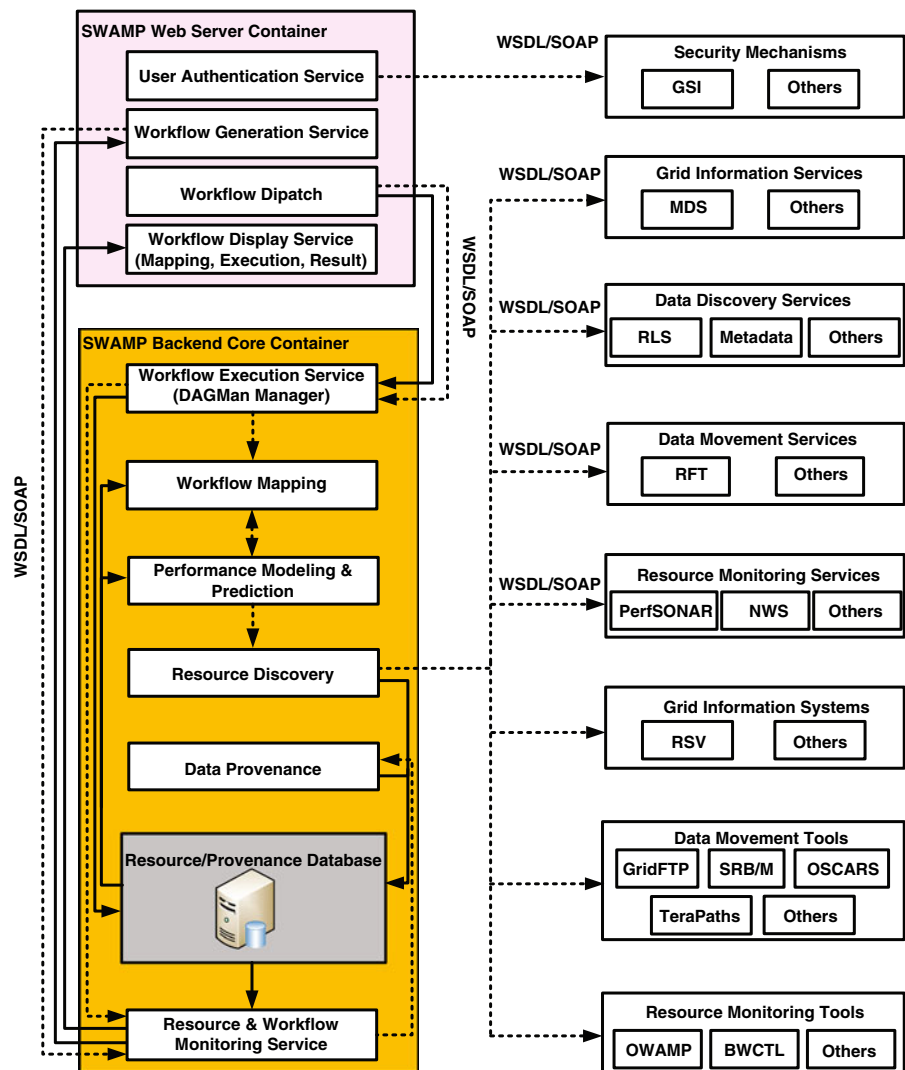 SWAMP Web Server Container
User Authentication Service
Workflow Generation Service
Workflow Dipatch
Workflow Display Service
(Mapping, Execution, Result)
WSDL/SOAP
WSDL/SOAP
SWAMP Backend Core Container
Workflow Execution Service
(DAGMan Manager)
Workflow Mapping
Performance Modeling &
Prediction
Resource Discovery
Data Provenance
Resource/Provenance Database
Resource & Workflow
Monitoring Service
WSDL/SOAP
Security Mechanisms
GSI
Others
WSDL/SOAP
Grid Information Services
MDS
Others
WSDL/SOAP
Data Discovery Services
RLS
Metadata
Others
WSDL/SOAP
Data Movement Services
RFT
Others
WSDL/SOAP
Resource Monitoring Services
PerfSONAR
NWS
Others
Grid Information Systems
RSV
Others
Data Movement Tools
GridFTP
SRB/M
OSCARS
TeraPaths
Others
Resource Monitoring Tools
OWAMP
BWCTL
Others